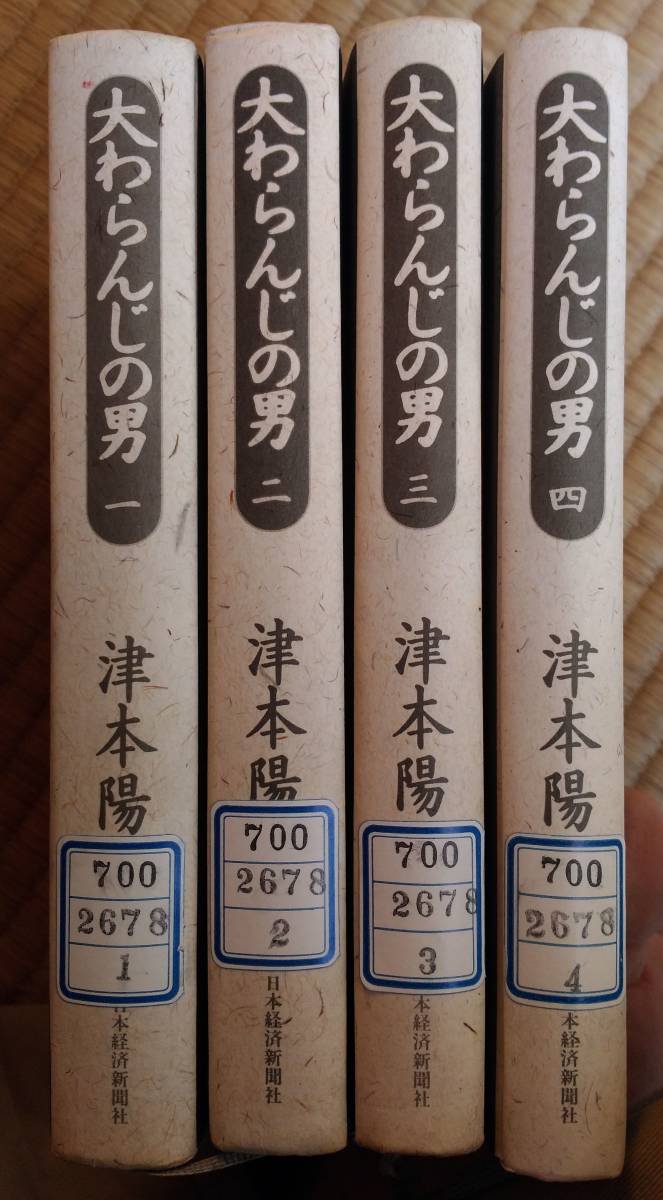 大わらんじの男 一
津本陽
700
2678
1
日本経済新聞社
大わらんじの男 二
津本陽
700
2678
2
日本経済新聞社
大わらんじの男 三
津本陽
700
2678
3
本経済新聞社
大わらんじの男 四
津本陽
700
2678
4
本経済新聞社